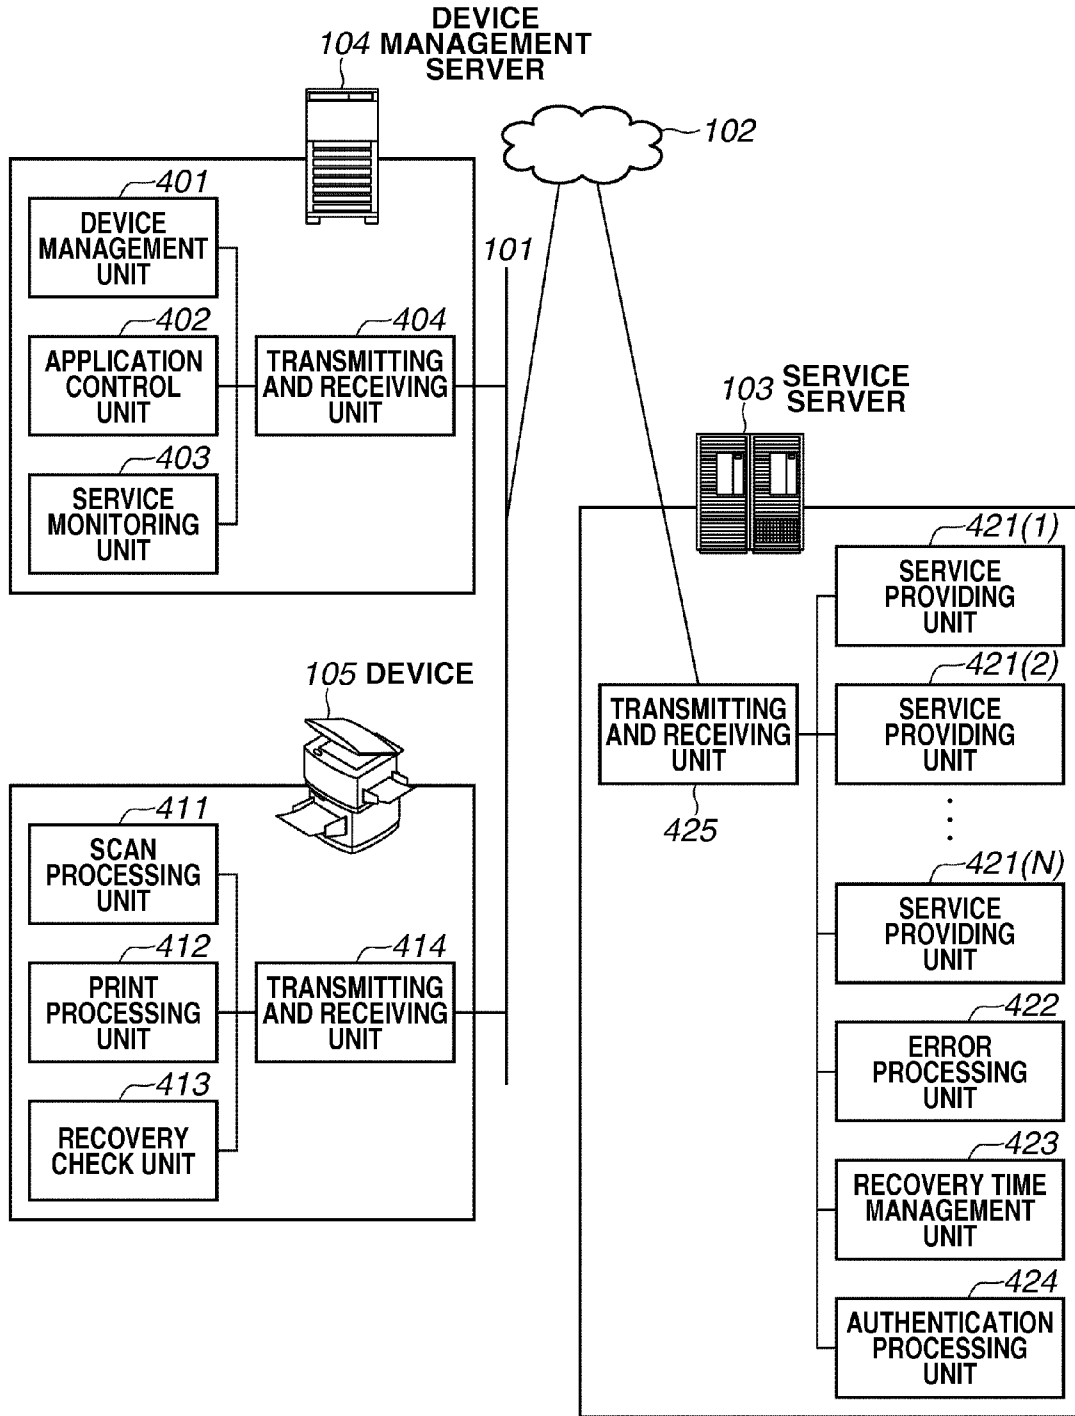 104 DEVICE
MANAGEMENT
SERVER
102
401
DEVICE
MANAGEMENT
UNIT
101
402
APPLICATION
CONTROL
UNIT
404
TRANSMITTING
AND RECEIVING
UNIT
403
SERVICE
MONITORING
UNIT
103 SERVICE
SERVER
421(1)
SERVICE
PROVIDING
UNIT
421(2)
SERVICE
PROVIDING
UNIT
TRANSMITTING
AND RECEIVING
UNIT
425
421(N)
SERVICE
PROVIDING
UNIT
422
ERROR
PROCESSING
UNIT
423
RECOVERY TIME
MANAGEMENT
UNIT
424
AUTHENTICATION
PROCESSING
UNIT
105 DEVICE
411
SCAN
PROCESSING
UNIT
412
PRINT
PROCESSING
UNIT
414
TRANSMITTING
AND RECEIVING
UNIT
413
RECOVERY
CHECK UNIT